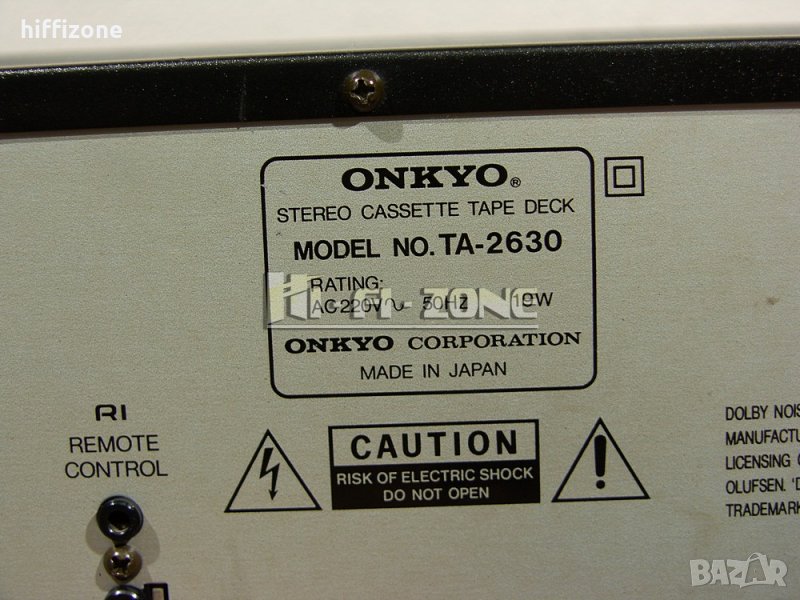 hiffizone
ONKYO®
STEREO CASSETTE TAPE DECK
MODEL NO. TA-2630
RATING:
AC220V∿ 50HZ
HI-FI-ZONE
ONKYO CORPORATION
MADE IN JAPAN
RI
REMOTE
CONTROL
CAUTION
RISK OF ELECTRIC SHOCK
DO NOT OPEN
DOLBY NOIS
MANUFACTU
LICENSING
OLUFSEN. 'D
TRADEMARK
BAZAR